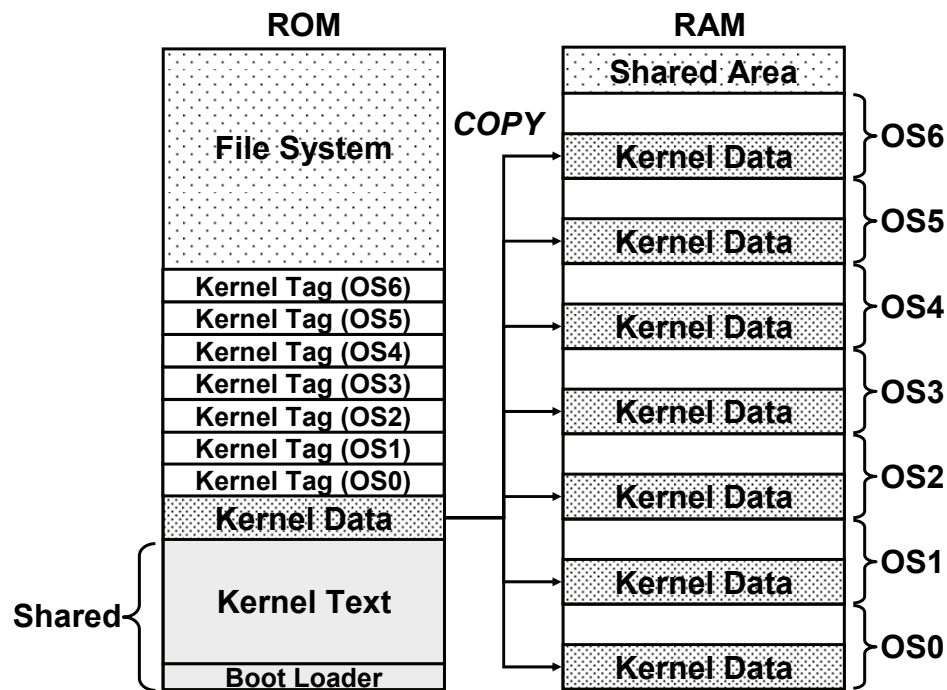 ROM
File System
Kernel Tag (OS6)
Kernel Tag (OS5)
Kernel Tag (OS4)
Kernel Tag (OS3)
Kernel Tag (OS2)
Kernel Tag (OS1)
Kernel Tag (OS0)
Kernel Data
Kernel Text
Boot Loader
Shared
COPY
RAM
Shared Area
Kernel Data
OS6
Kernel Data
OS5
Kernel Data
OS4
Kernel Data
OS3
Kernel Data
OS2
Kernel Data
OS1
Kernel Data
OS0